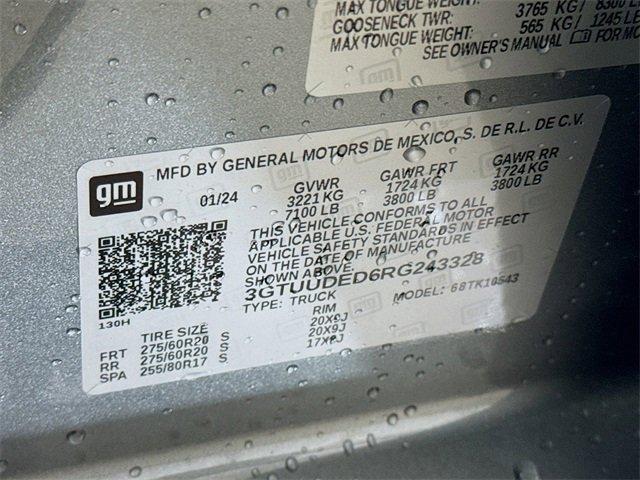 MAX TONGUE WEIGHT:
GOOSENECK TWR: 3765 KG/ 8300 L
MAX TONGUE WEIGHT: 565 KG/ 1245 LB
SEE OWNER'S MANUAL FOR MO
gm
MFD BY GENERAL MOTORS DE MEXICO, S. DE R.L. DE C.V.
01/24 GVWR GAWR FRT GAWR RR
3221 KG 1724 KG 1724 KG
7100 LB 3800 LB 3800 LB
THIS VEHICLE CONFORMS TO ALL
APPLICABLE U.S. FEDERAL MOTOR
VEHICLE SAFETY STANDARDS IN EFFECT
ON THE DATE OF MANUFACTURE
SHOWN ABOVE.
3GTUUDED6RG243328
TYPE: TRUCK MODEL:
130H
TIRE SIZE RIM
FRT 275/60R20 S 20X9J
RR 275/60R20 S 20X9J
SPA 255/80R17 S